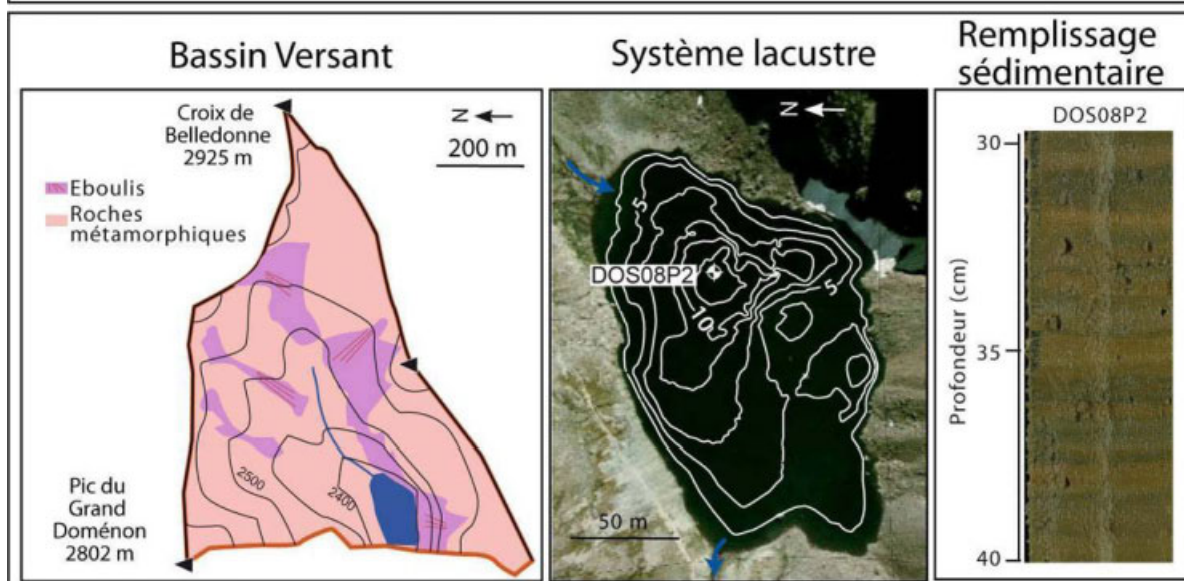 Bassin Versant
Système lacustre
Remplissage
sédimentaire
Croix de
Belledonne
2925 m
N
200 m
Eboulis
Roches
métamorphiques
2500
2400
Pic du
Grand
Doménon
2802 m
N
5
DOS08P2
5
10
50 m
DOS08P2
30
Profondeur (cm)
35
40